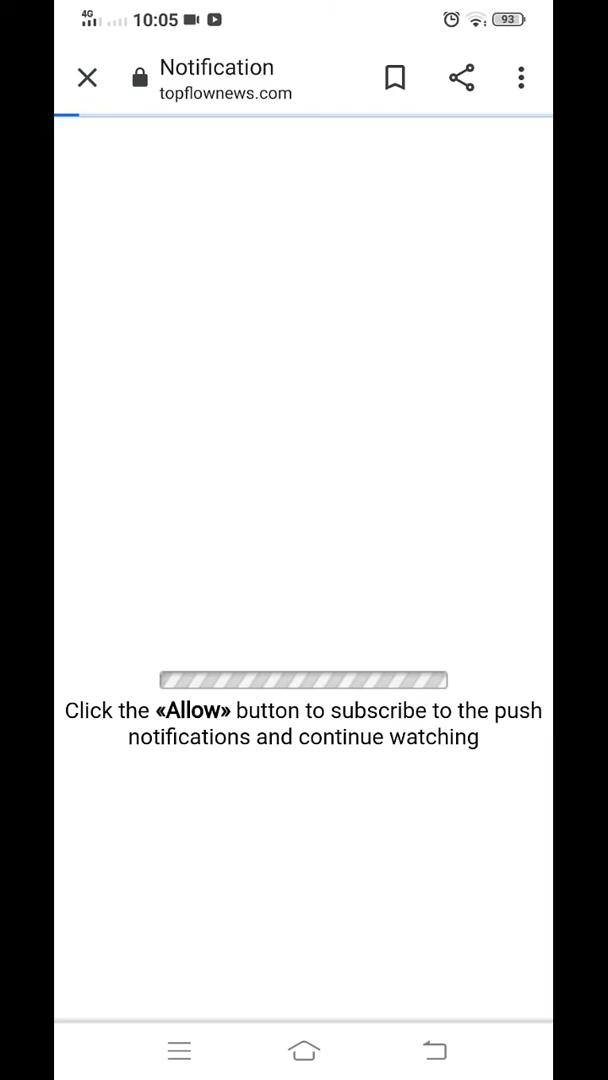 4G
10:05
93
Notification
topflownews.com
Click the «Allow» button to subscribe to the push
notifications and continue watching